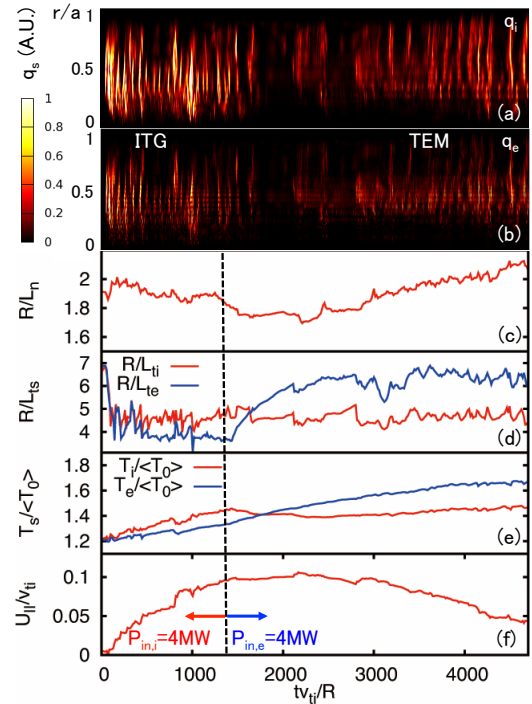 r/a
q_s (A.U.)
1
0.8
0.6
0.4
0.2
0
1
0.5
0
q_i
(a)
1
0.5
0
ITG
TEM
q_e
(b)
R/L_n
2
1.8
1.6
(c)
R/L_ts
7
6
5
4
R/L_ti
R/L_te
(d)
T_s/<T_0>
1.8
1.6
1.4
1.2
T_i/<T_0>
T_e/<T_0>
(e)
U_||/v_ti
0.1
0.05
0
P_in,i=4MW
P_in,e=4MW
(f)
0 1000 2000 3000 4000
tv_ti/R